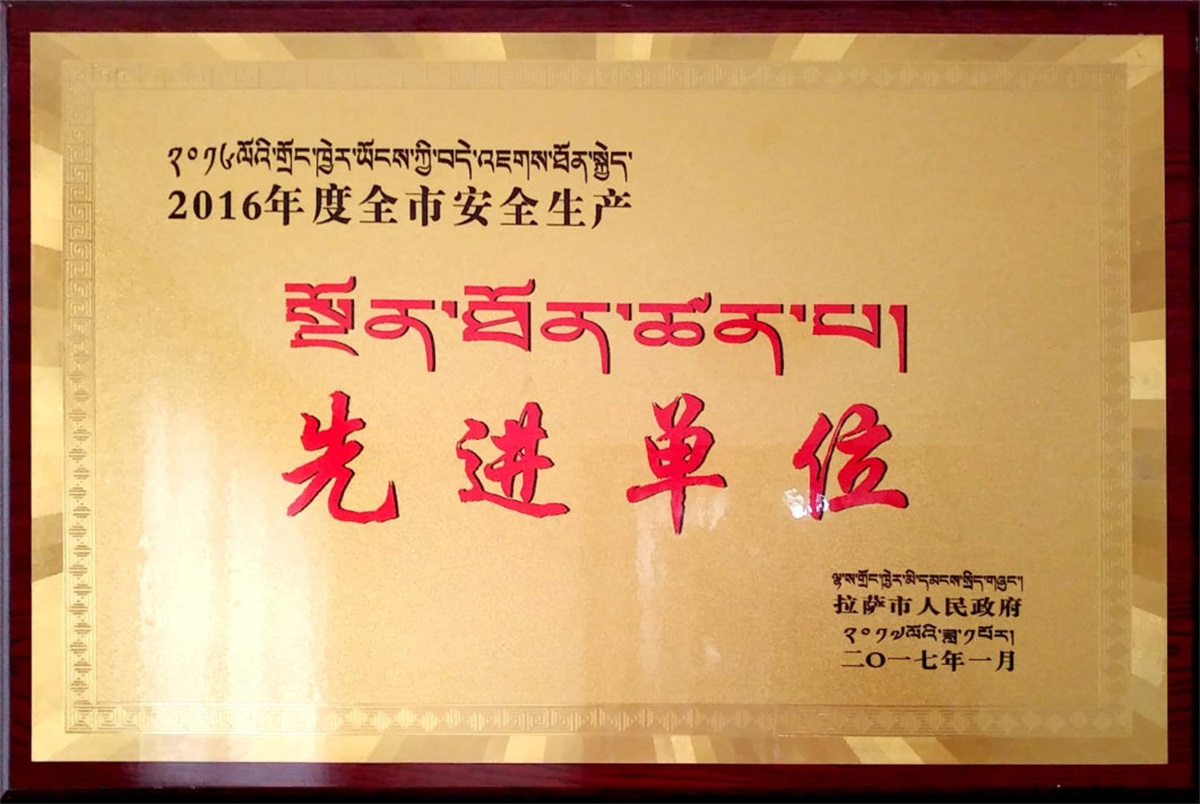 ༢༠༡༦ལོའི་གྲོང་ཁྱེར་ཡོངས་ཀྱི་བདེ་འཇགས་ཐོན་སྐྱེད་
2016年度全市安全生产
སྔོན་ཐོན་ཚན་པ།
先进单位
ལྷ་ས་གྲོང་ཁྱེར་མི་དམངས་སྲིད་གཞུང་།
拉萨市人民政府
༢༠༡༧ལོའི་ཟླ་༡པོར།
二〇一七年一月